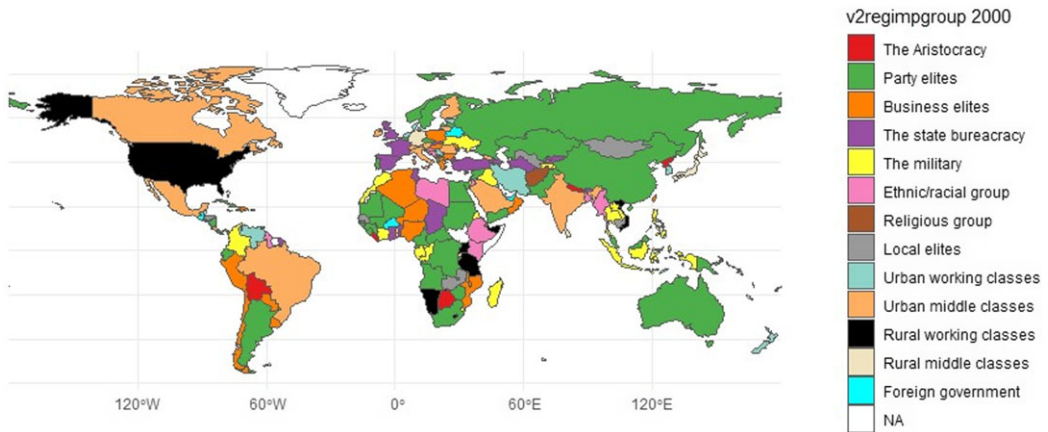 v2regimpgroup 2000
The Aristocracy
Party elites
Business elites
The state bureacracy
The military
Ethnic/racial group
Religious group
Local elites
Urban working classes
Urban middle classes
Rural working classes
Rural middle classes
Foreign government
NA
120°W 60°W 0° 60°E 120°E